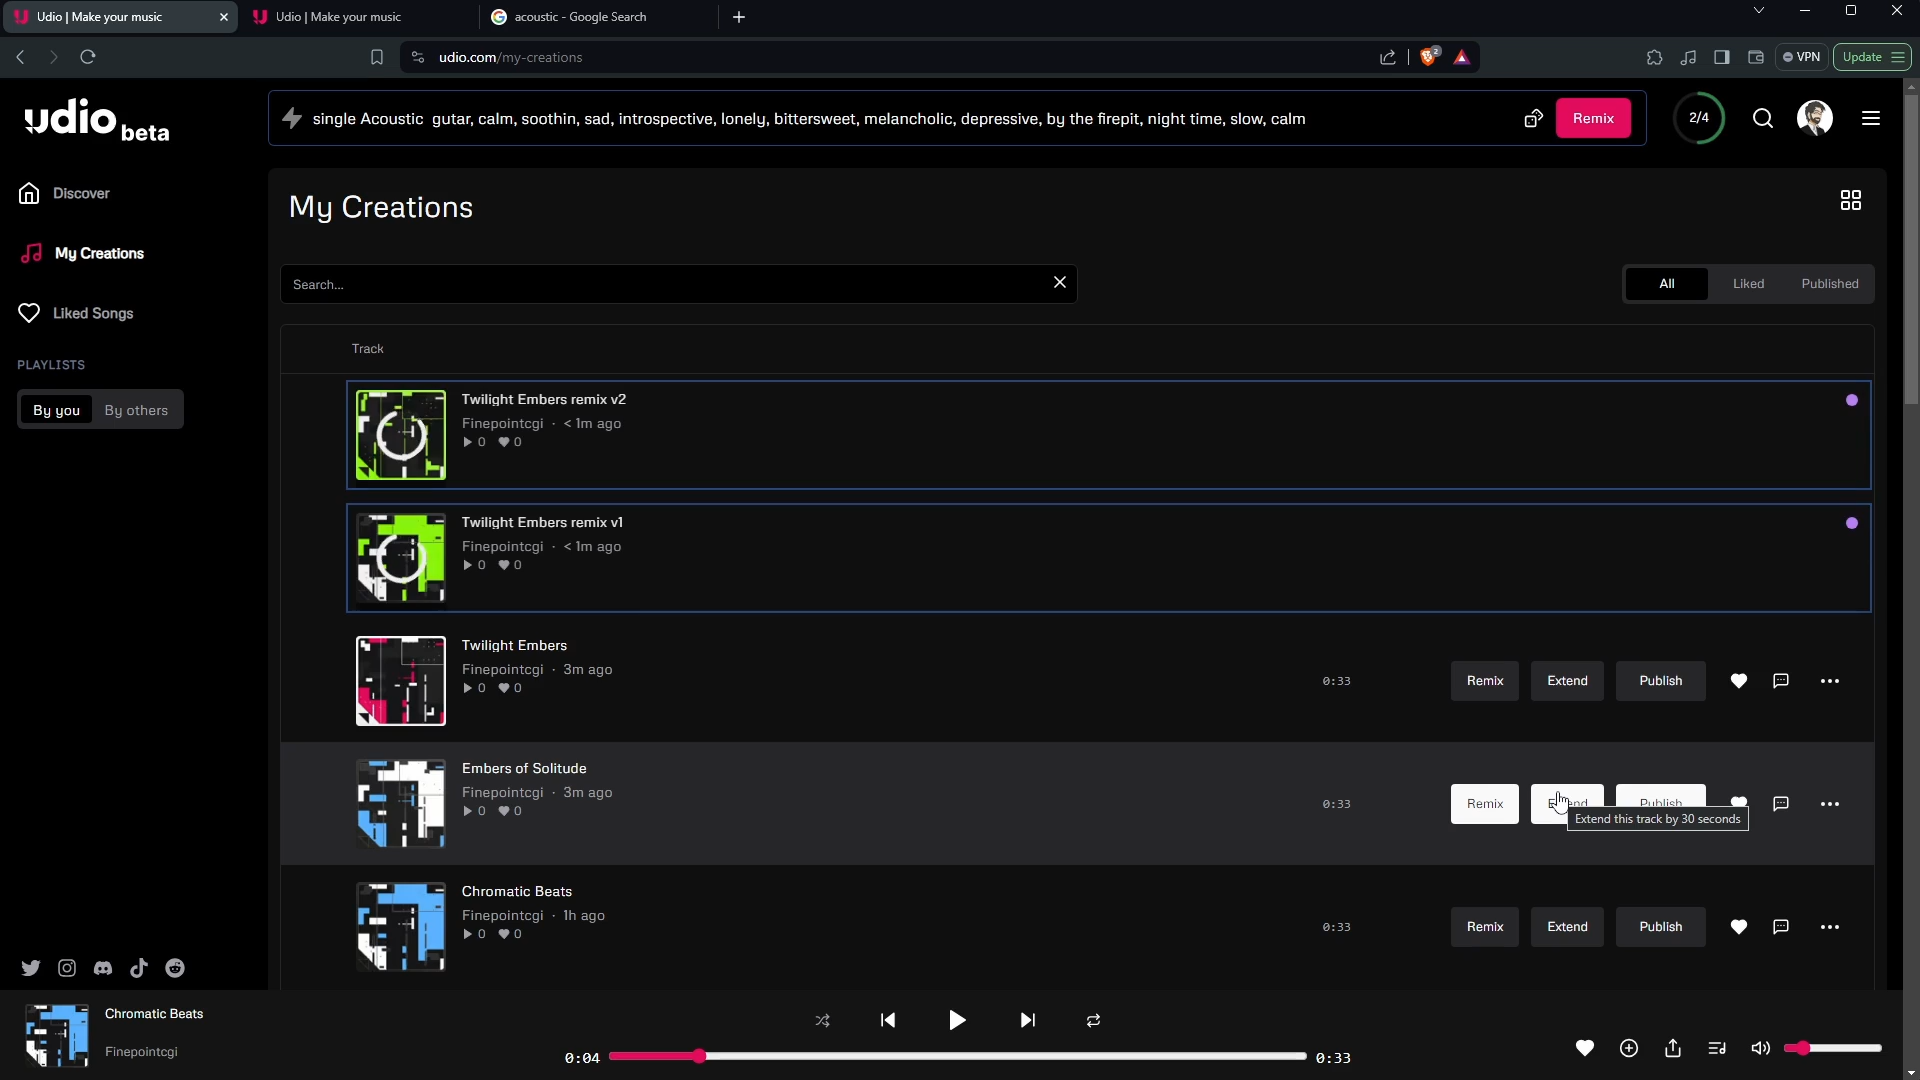 Udio | Make your music
Udio | Make your music
acoustic - Google Search
udio.com/my-creations
2
VPN
Update
udio beta
single Acoustic gutar, calm, soothin, sad, introspective, lonely, bittersweet, melancholic, depressive, by the firepit, night time, slow, calm
Remix
2/4
Discover
My Creations
Liked Songs
PLAYLISTS
By you
By others
My Creations
Search...
All
Liked
Published
Track
Twilight Embers remix v2
Finepointcgi · < 1m ago
0 0
Twilight Embers remix v1
Finepointcgi · < 1m ago
0 0
Twilight Embers
Finepointcgi · 3m ago
0 0
0:33
Remix
Extend
Publish
Embers of Solitude
Finepointcgi · 3m ago
0 0
0:33
Remix
Publish
Extend this track by 30 seconds
Chromatic Beats
Finepointcgi · 1h ago
0 0
0:33
Remix
Extend
Publish
Chromatic Beats
Finepointcgi
0:04
0:33